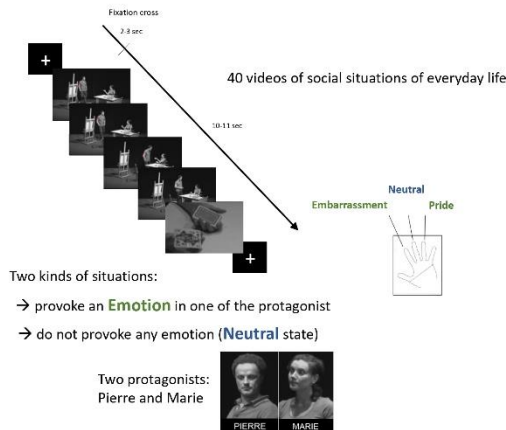 Fixation cross
2-3 sec
40 videos of social situations of everyday life
10-11 sec
Neutral
Embarrassment Pride
Two kinds of situations:
→ provoke an Emotion in one of the protagonist
→ do not provoke any emotion (Neutral state)
Two protagonists:
Pierre and Marie
PIERRE MARIE